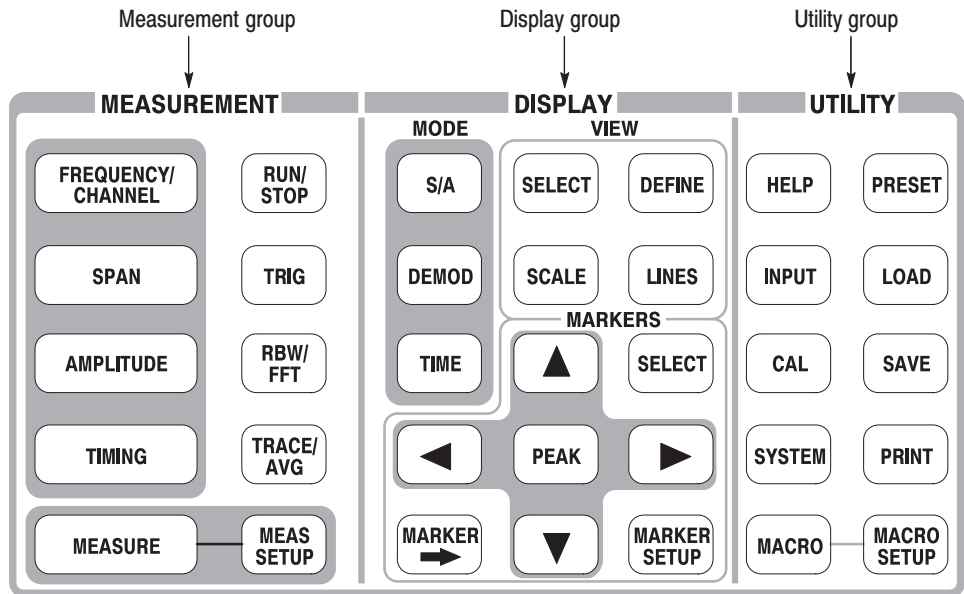 Measurement group
Display group
Utility group
MEASUREMENT
DISPLAY
UTILITY
MODE
VIEW
FREQUENCY/
CHANNEL
RUN/
STOP
S/A
SELECT
DEFINE
HELP
PRESET
SPAN
TRIG
DEMOD
SCALE
LINES
INPUT
LOAD
MARKERS
AMPLITUDE
RBW/
FFT
TIME
SELECT
CAL
SAVE
TIMING
TRACE/
AVG
PEAK
SYSTEM
PRINT
MEASURE
MEAS
SETUP
MARKER
MARKER
SETUP
MACRO
MACRO
SETUP